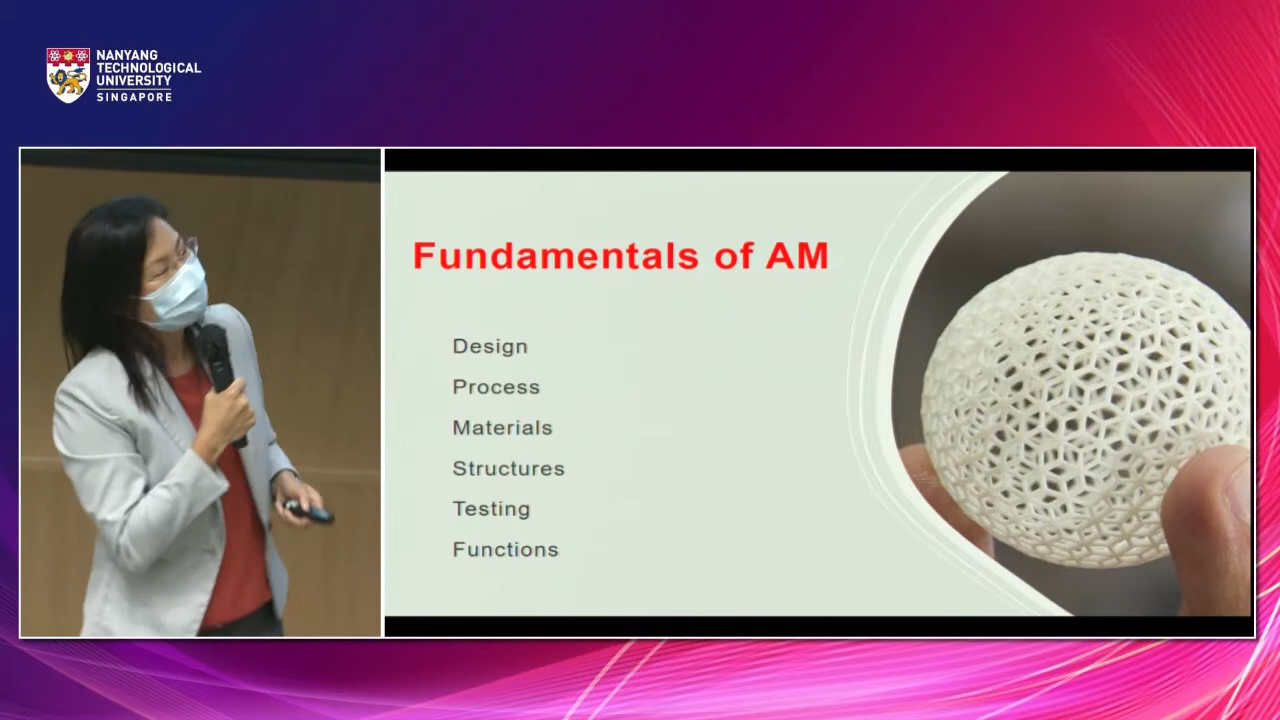 NANYANG
TECHNOLOGICAL
UNIVERSITY
SINGAPORE
Fundamentals of AM
Design
Process
Materials
Structures
Testing
Functions